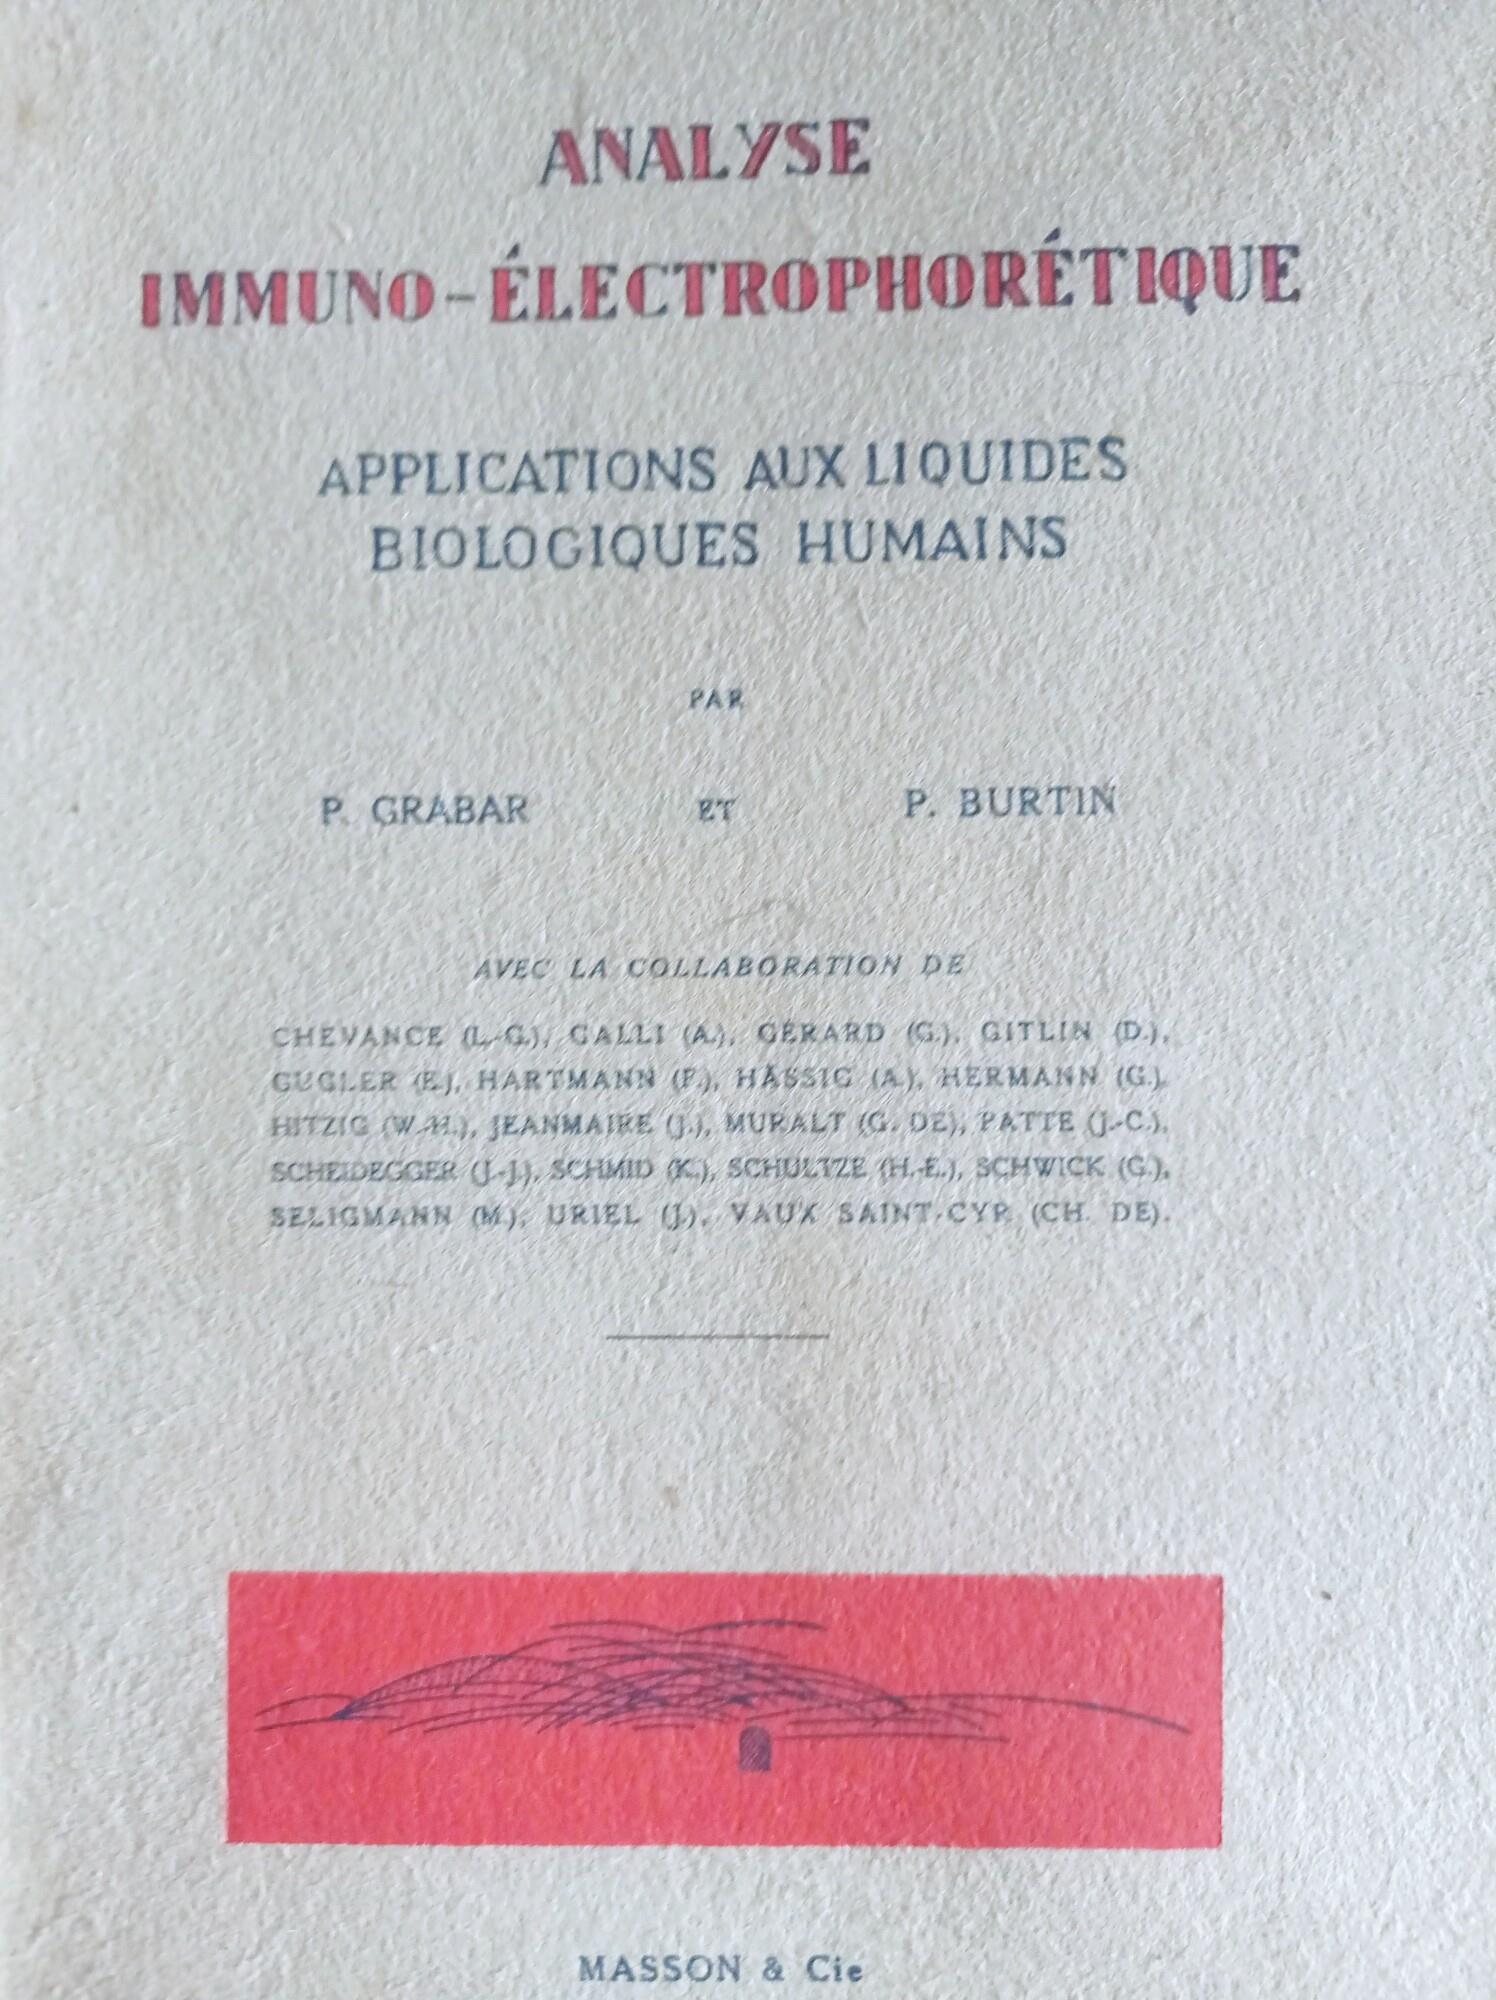 ANALYSE
IMMUNO-ÉLECTROPHORÉTIQUE
APPLICATIONS AUX LIQUIDES
BIOLOGIQUES HUMAINS
PAR
P. GRABAR ET P. BURTIN
AVEC LA COLLABORATION DE
CHEVANCE (L.-G.), GALLI (A.), GÉRARD (G.), GITLIN (D.),
GUGLER (E.), HARTMANN (F.), HÄSSIG (A.), HERMANN (G.),
HITZIG (W.-H.), JEANMAIRE (J.), MURALT (G. DE), PATTE (J.-C.),
SCHEIDEGGER (J.-J.), SCHMID (K.), SCHULTZE (H.-E.), SCHWICK (G.),
SELIGMANN (M.), URIEL (J.), VAUX SAINT-CYR (CH. DE).
MASSON & Cie